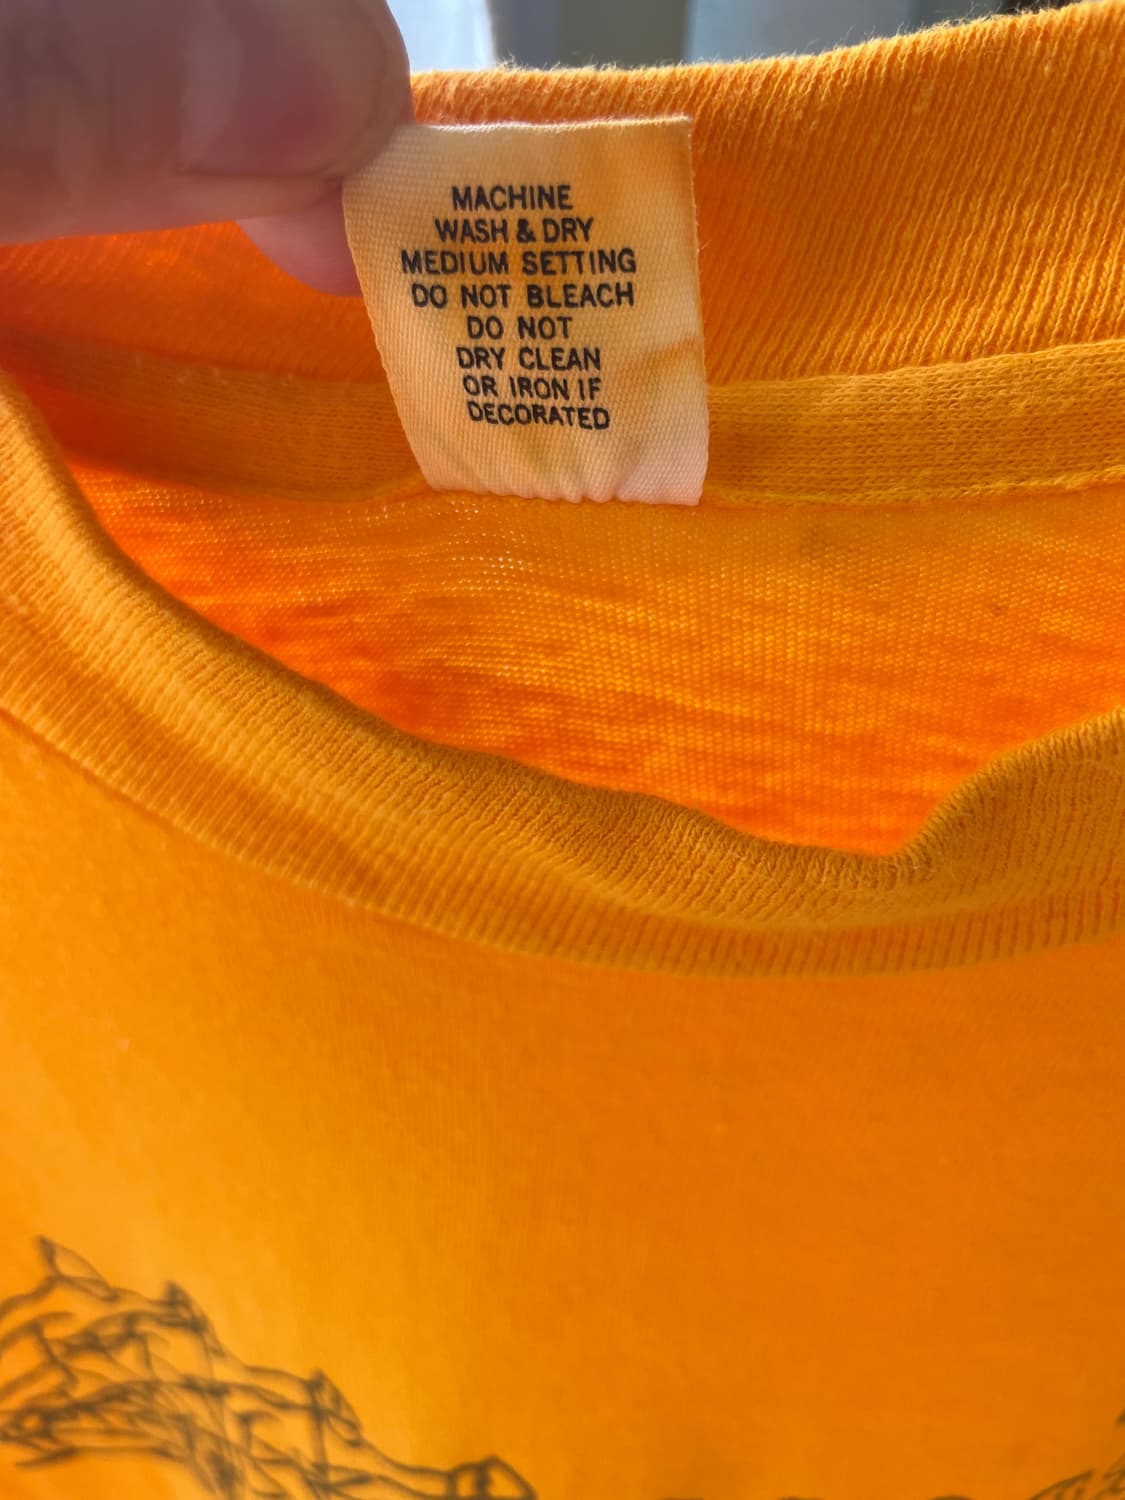 MACHINE
WASH & DRY
MEDIUM SETTING
DO NOT BLEACH
DO NOT
DRY CLEAN
OR IRON IF
DECORATED